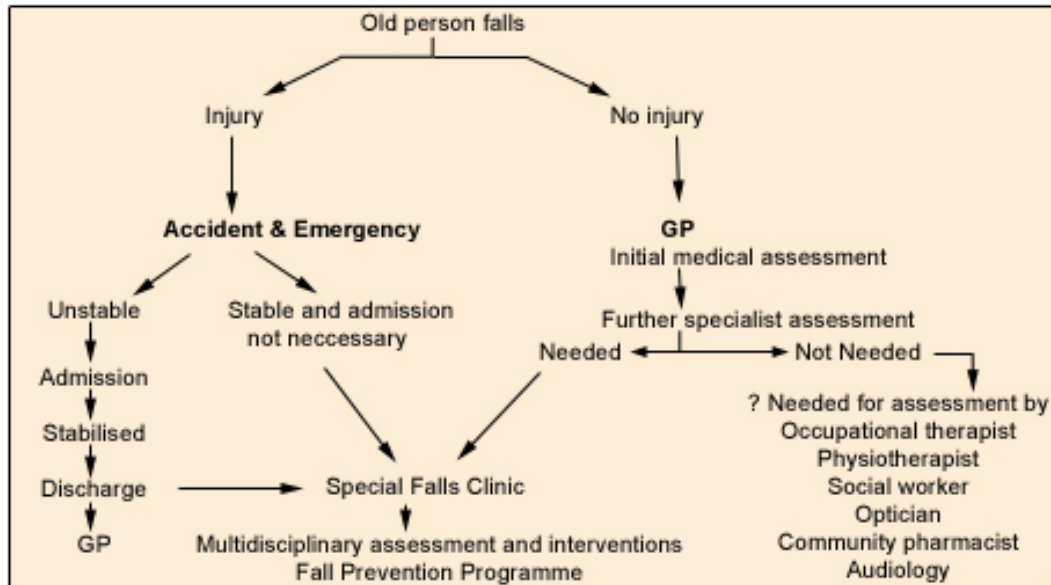 Old person falls
Injury
No injury
Accident & Emergency
GP
Initial medical assessment
Unstable
Stable and admission
not neccessary
Further specialist assessment
Needed
Not Needed
Admission
? Needed for assessment by
Occupational therapist
Physiotherapist
Social worker
Optician
Community pharmacist
Audiology
Stabilised
Discharge
Special Falls Clinic
GP
Multidisciplinary assessment and interventions
Fall Prevention Programme